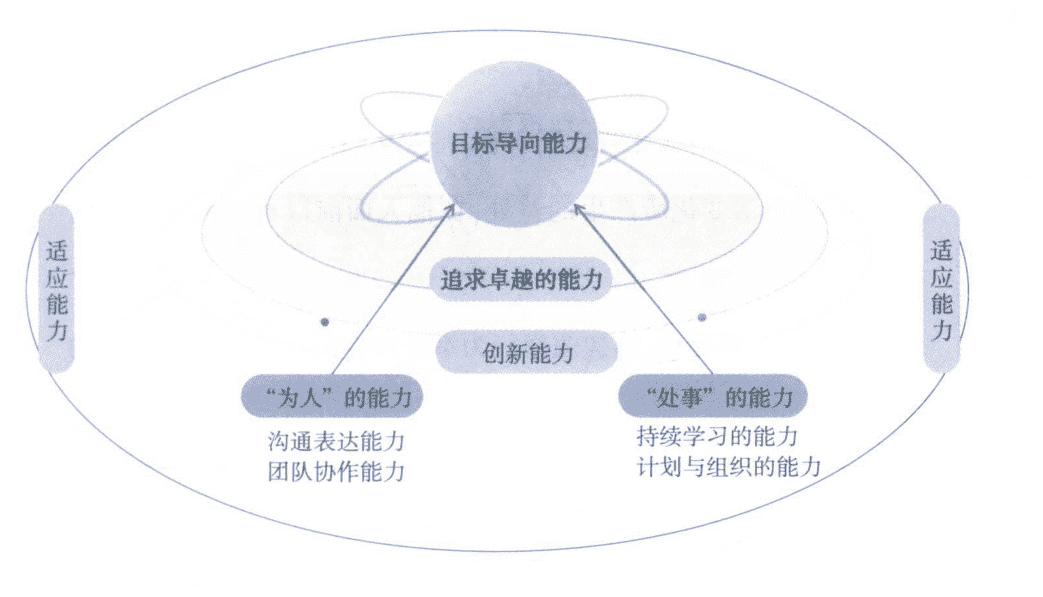 目标导向能力
适应能力
适应能力
追求卓越的能力
创新能力
“为人”的能力
“处事”的能力
沟通表达能力
团队协作能力
持续学习的能力
计划与组织的能力